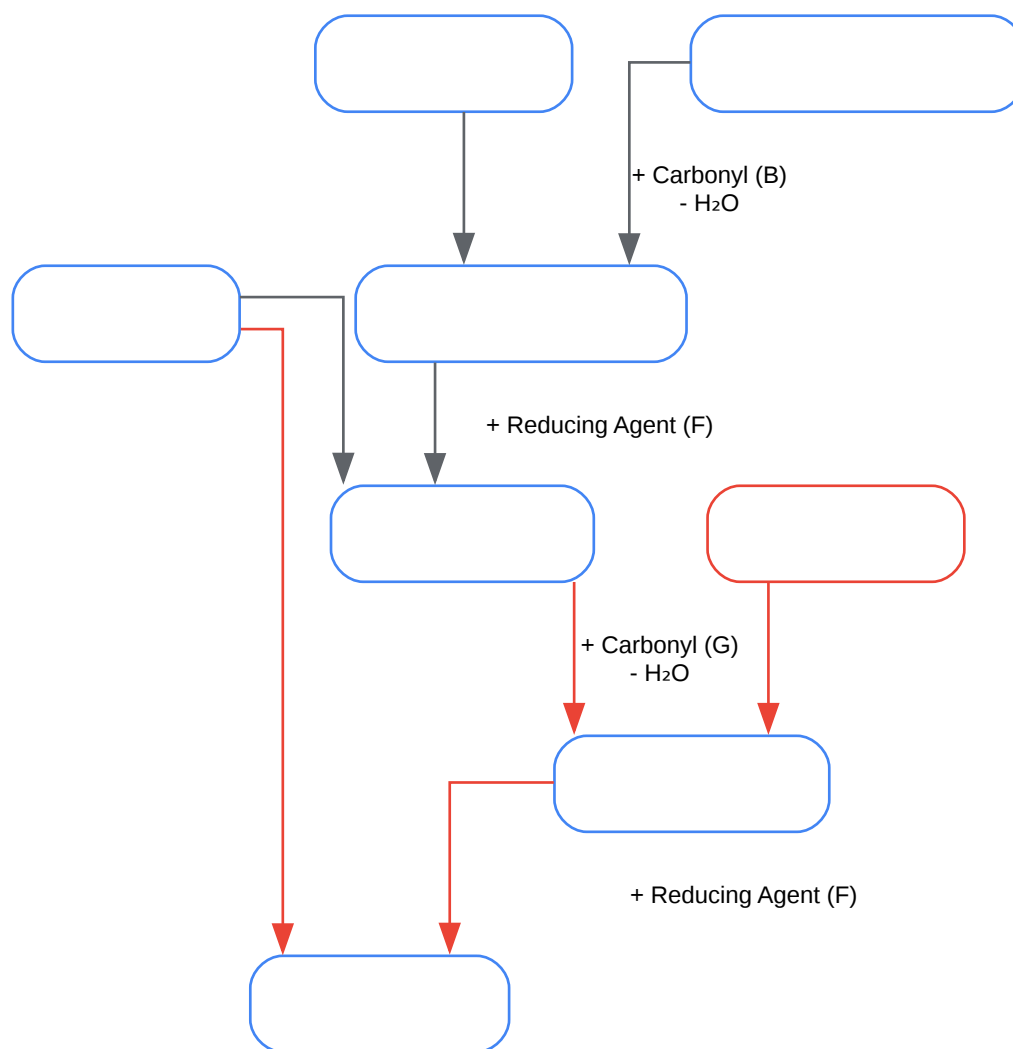 + Carbonyl (B)
- H₂O
+ Reducing Agent (F)
+ Carbonyl (G)
- H₂O
+ Reducing Agent (F)